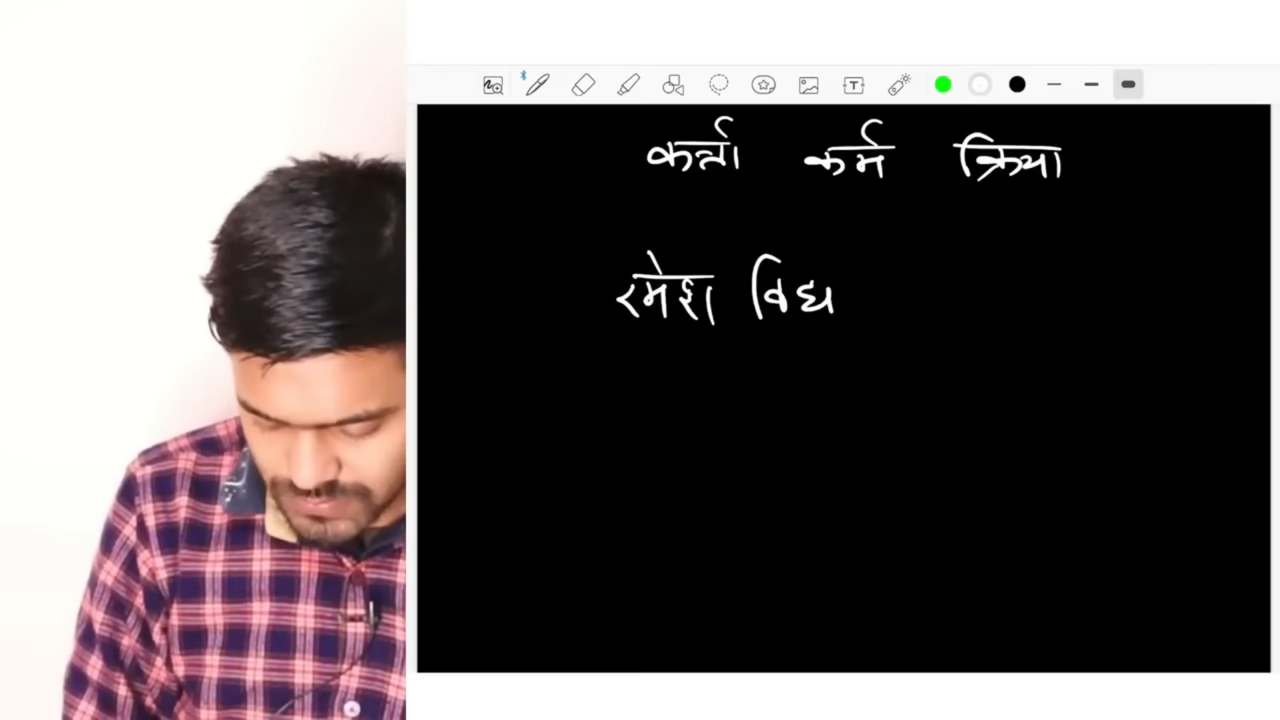 कर्त्ता कर्म क्रिया
रमेश विद्य